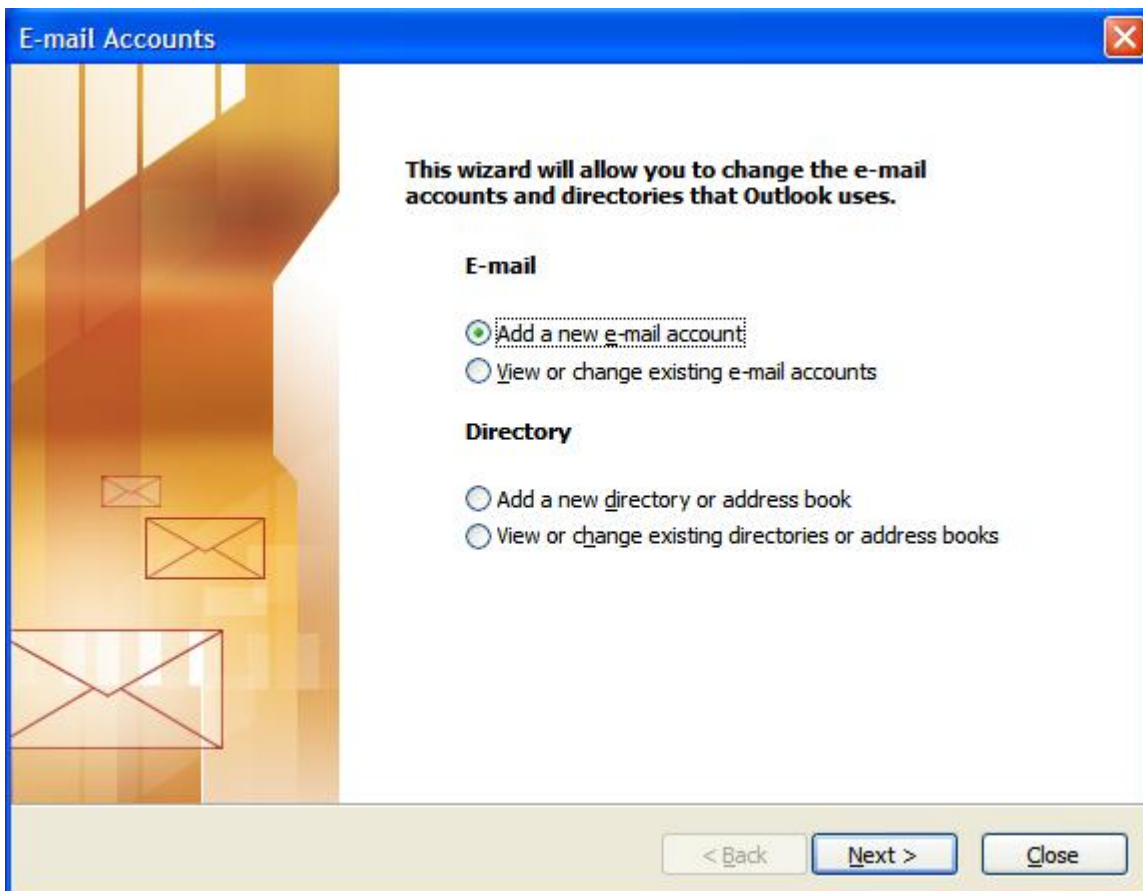 E-mail Accounts
This wizard will allow you to change the e-mail
accounts and directories that Outlook uses.
E-mail
Add a new e-mail account
View or change existing e-mail accounts
Directory
Add a new directory or address book
View or change existing directories or address books
< Back Next > Close